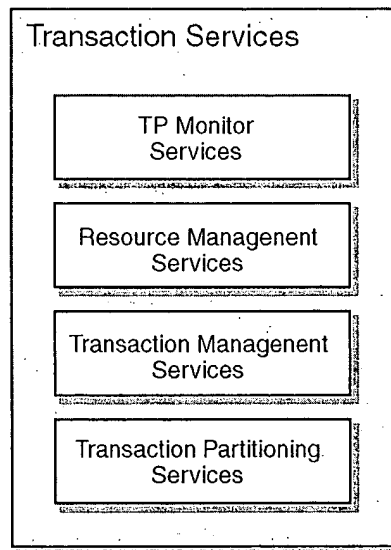 Transaction Services
TP Monitor
Services
Resource Managenent
Services
Transaction Managenent
Services
Transaction Partitioning
Services